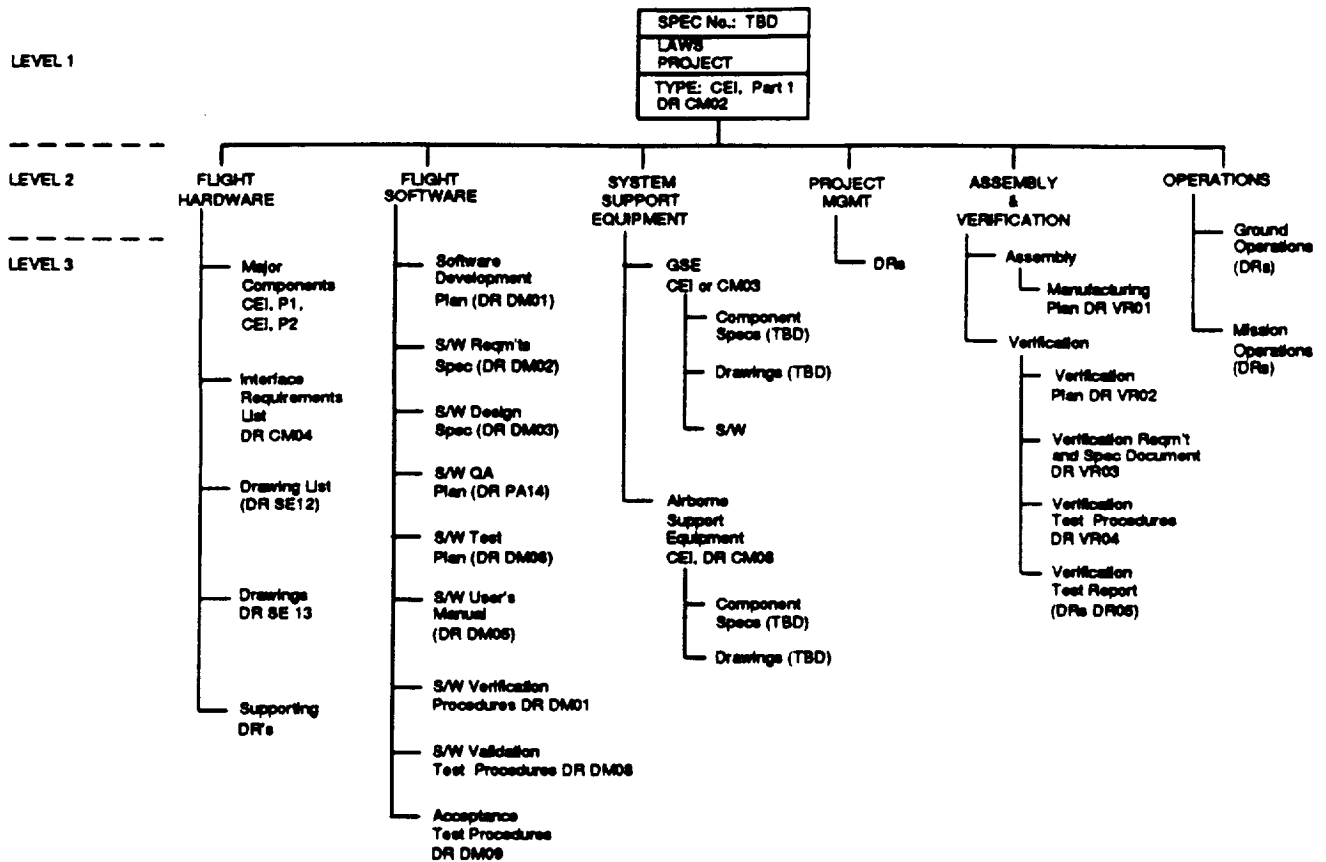 SPEC No.: TBD
LAWS
PROJECT
TYPE: CEI, Part 1
DR CM02
LEVEL 1
LEVEL 2
FLIGHT
HARDWARE
FLIGHT
SOFTWARE
SYSTEM
SUPPORT
EQUIPMENT
PROJECT
MGMT
ASSEMBLY
&
VERIFICATION
OPERATIONS
LEVEL 3
Major
Components
CEI, P1,
CEI, P2
Interface
Requirements
List
DR CM04
Drawing List
(DR SE12)
Drawings
DR SE 13
Supporting
DR's
Software
Development
Plan (DR DM01)
S/W Reqm'ts
Spec (DR DM02)
S/W Design
Spec (DR DM03)
S/W QA
Plan (DR PA14)
S/W Test
Plan (DR DM06)
S/W User's
Manual
(DR DM05)
S/W Verification
Procedures DR DM01
S/W Validation
Test Procedures DR DM08
Acceptance
Test Procedures
DR DM09
GSE
CEI or CM03
Component
Specs (TBD)
Drawings (TBD)
S/W
Airborne
Support
Equipment
CEI, DR CM06
Component
Specs (TBD)
Drawings (TBD)
DRs
Assembly
Manufacturing
Plan DR VR01
Verification
Verification
Plan DR VR02
Verification Reqm't
and Spec Document
DR VR03
Verification
Test Procedures
DR VR04
Verification
Test Report
(DRs DR05)
Ground
Operations
(DRs)
Mission
Operations
(DRs)